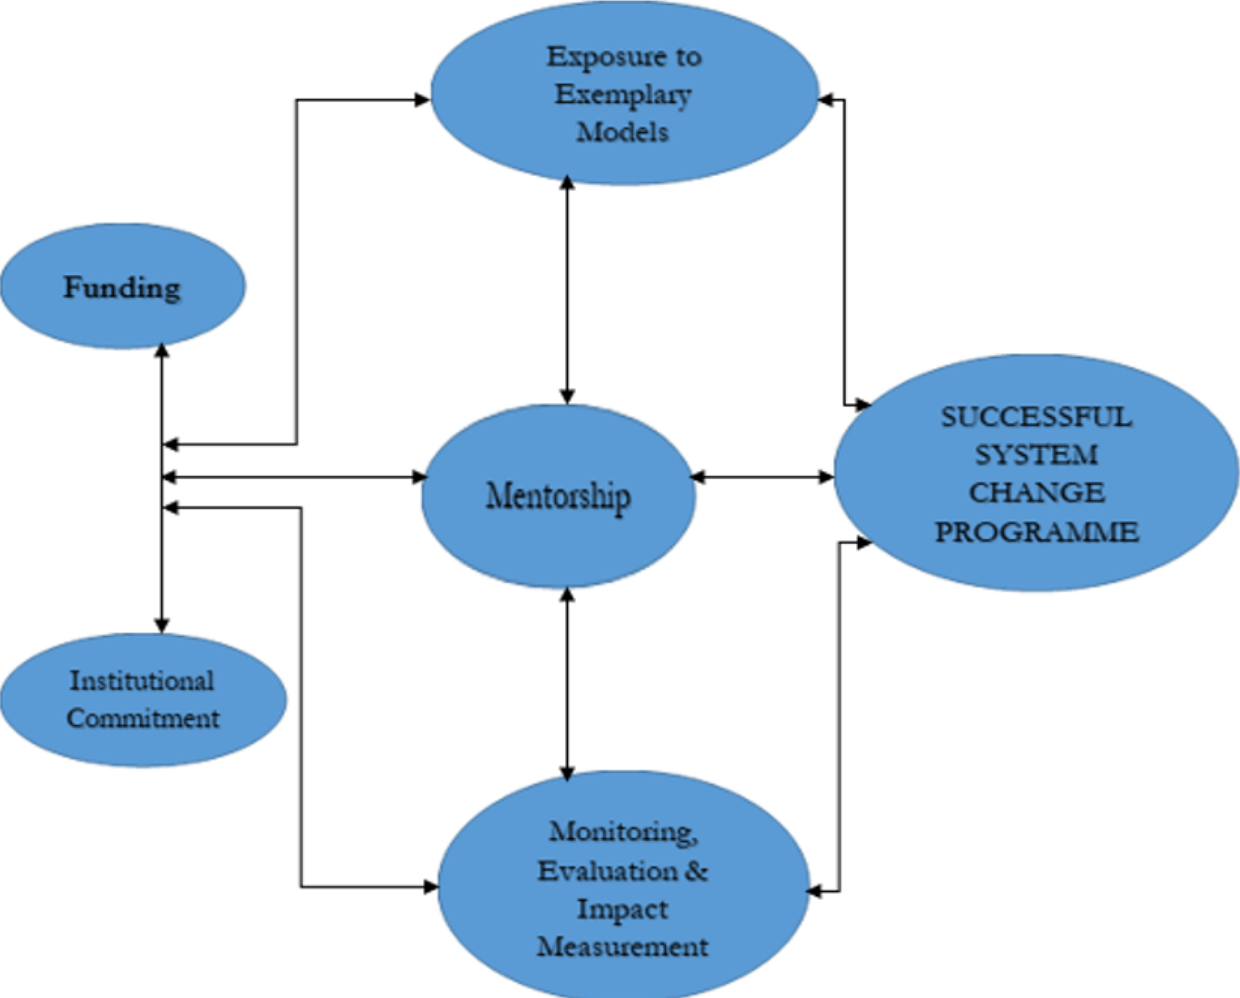 Exposure to
Exemplary
Models
Funding
SUCCESSFUL
SYSTEM
CHANGE
PROGRAMME
Mentorship
Institutional
Commitment
Monitoring,
Evaluation &
Impact
Measurement